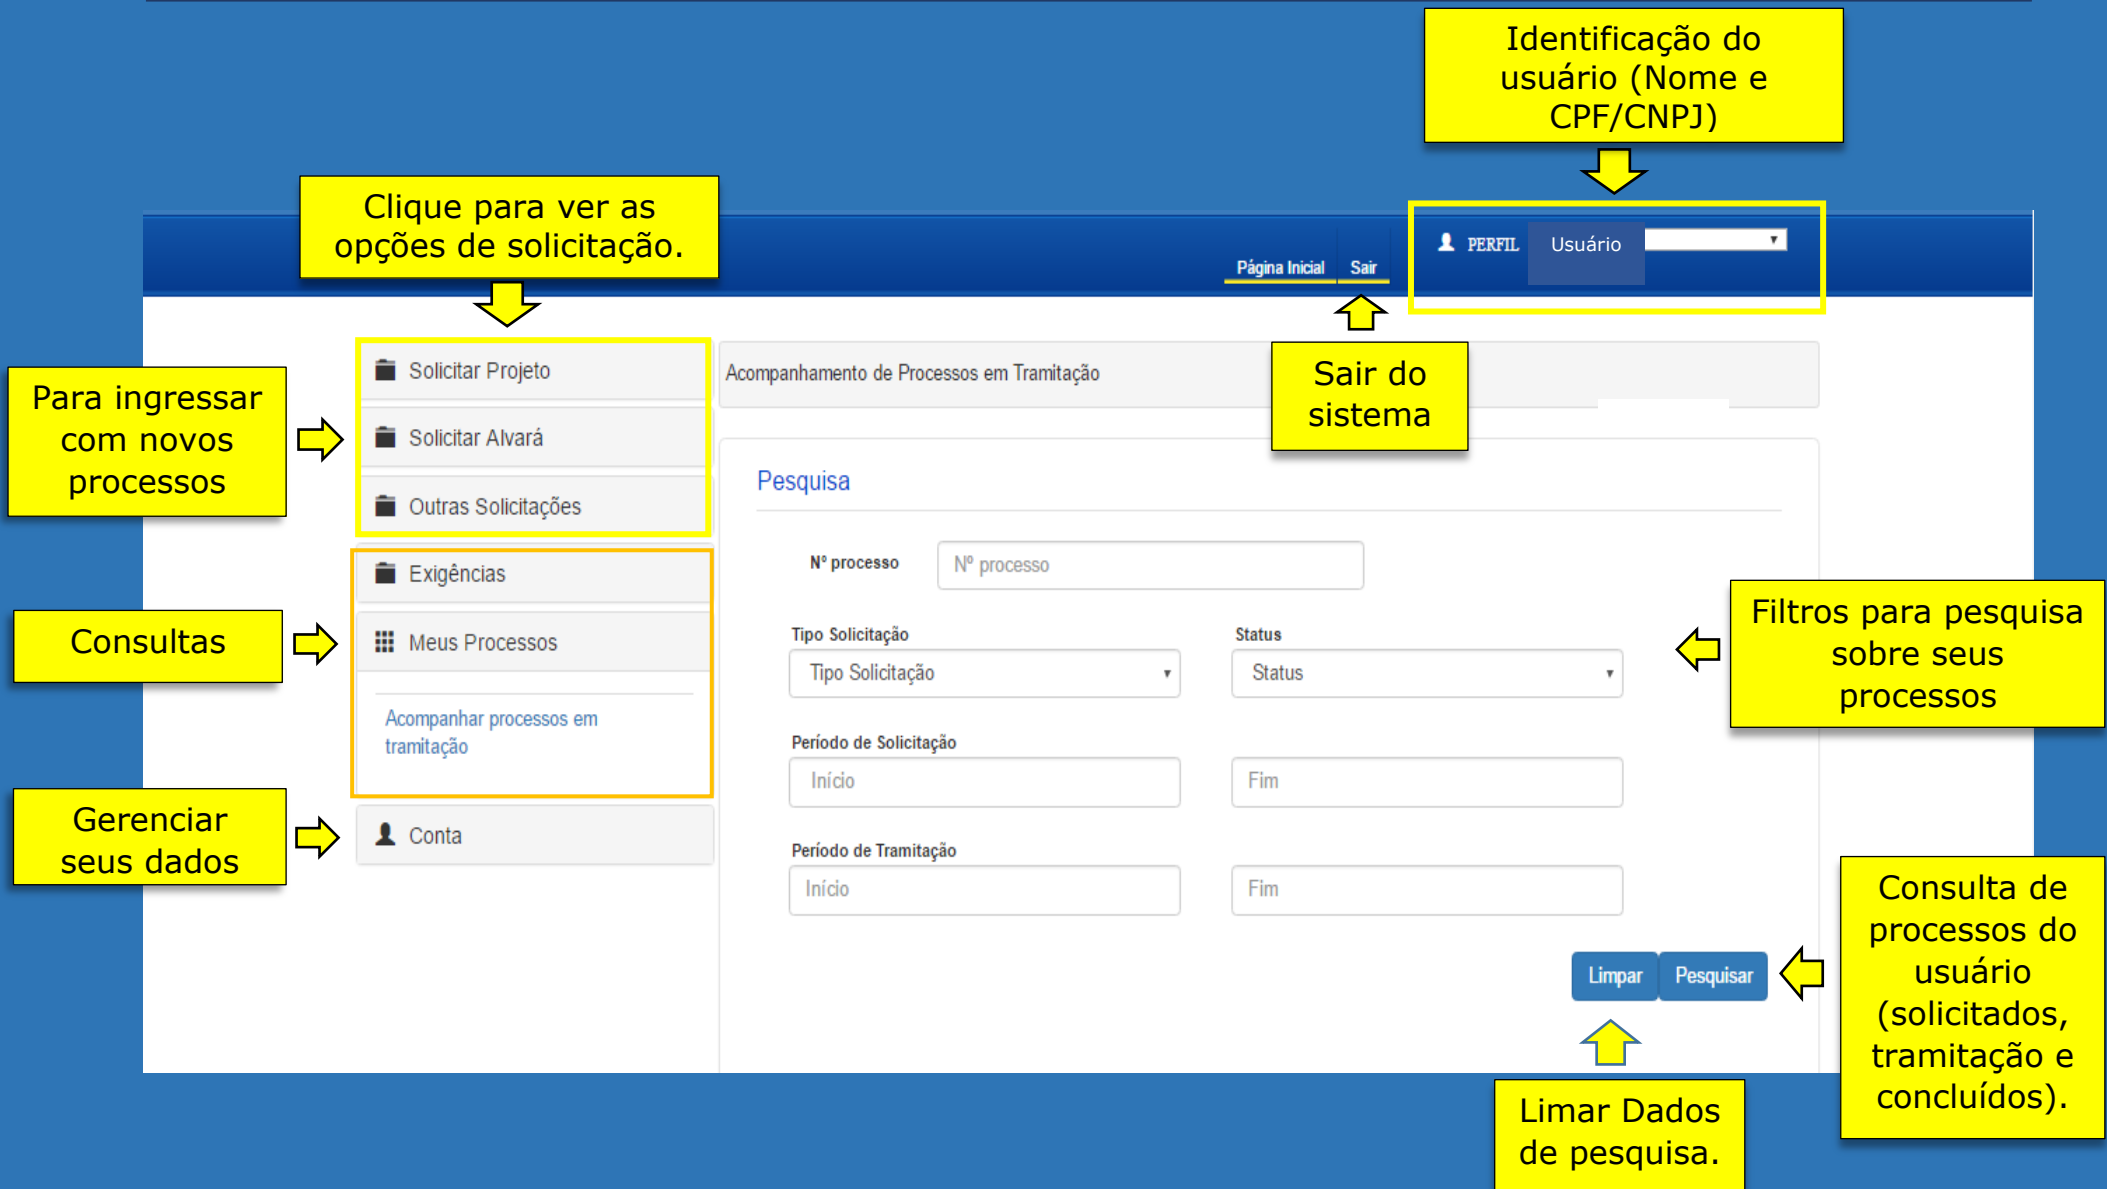 Identificação do
usuário (Nome e
CPF/CNPJ)
Clique para ver as
opções de solicitação.
PERFIL
Usuário
Página Inicial
Sair
Solicitar Projeto
Acompanhamento de Processos em Tramitação
Sair do
sistema
Para ingressar
com novos
processos
Solicitar Alvará
Outras Solicitações
Pesquisa
Nº processo
Nº processo
Exigências
Consultas
Meus Processos
Acompanhar processos em
tramitação
Tipo Solicitação
Status
Tipo Solicitação
Status
Filtros para pesquisa
sobre seus
processos
Período de Solicitação
Início
Fim
Gerenciar
seus dados
Conta
Período de Tramitação
Início
Fim
Consulta de
processos do
usuário
(solicitados,
tramitação e
concluídos).
Limpar
Pesquisar
Limar Dados
de pesquisa.